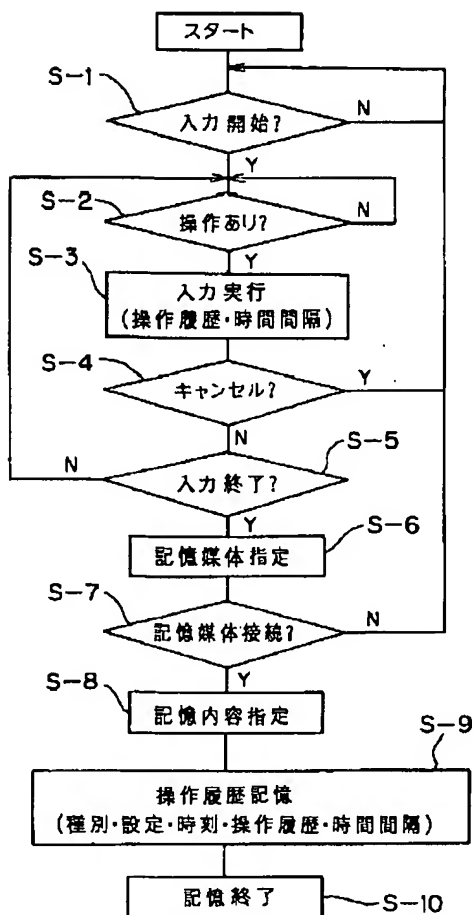 スタート
S-1
入力開始?
N
Y
S-2
操作あり?
N
S-3
Y
入力実行
(操作履歴・時間間隔)
S-4
キャンセル?
Y
N
S-5
N
入力終了?
Y
S-6
記憶媒体指定
S-7
記憶媒体接続?
N
S-8
Y
記憶内容指定
S-9
操作履歴記憶
(種別・設定・時刻・操作履歴・時間間隔)
記憶終了
S-10